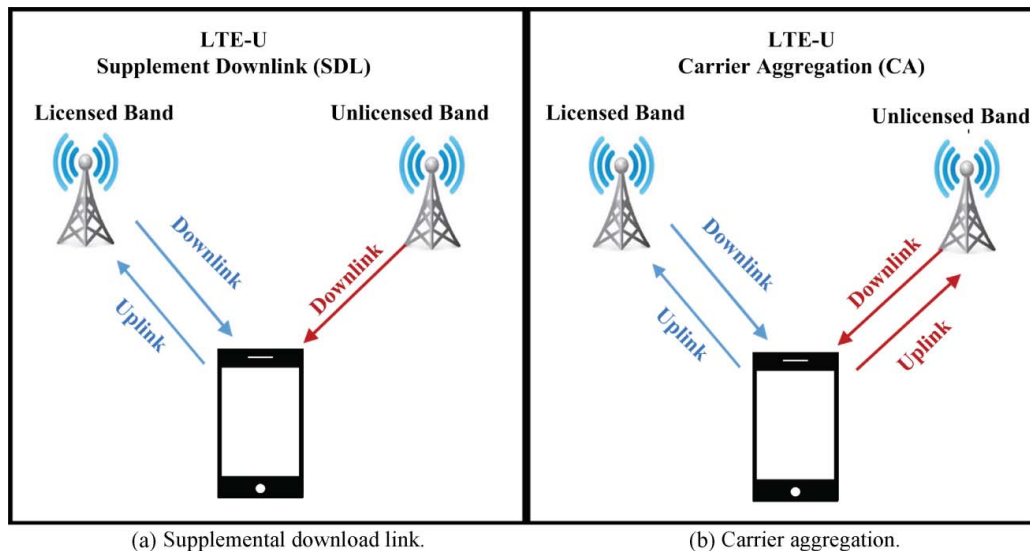 LTE-U
Supplement Downlink (SDL)
Licensed Band
Unlicensed Band
Downlink
Uplink
Downlink
LTE-U
Carrier Aggregation (CA)
Licensed Band
Unlicensed Band
Downlink
Uplink
Downlink
Uplink
(a) Supplemental download link.
(b) Carrier aggregation.